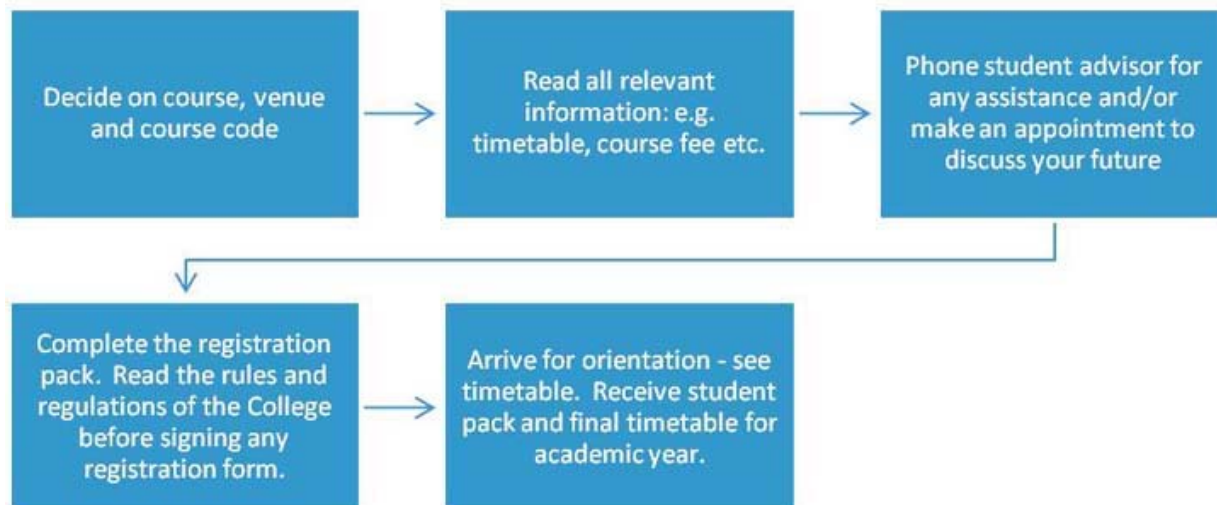 Decide on course, venue
and course code
Read all relevant
information: e.g.
timetable, course fee etc.
Phone student advisor for
any assistance and/or
make an appointment to
discuss your future
Complete the registration
pack. Read the rules and
regulations of the College
before signing any
registration form.
Arrive for orientation - see
timetable. Receive student
pack and final timetable for
academic year.